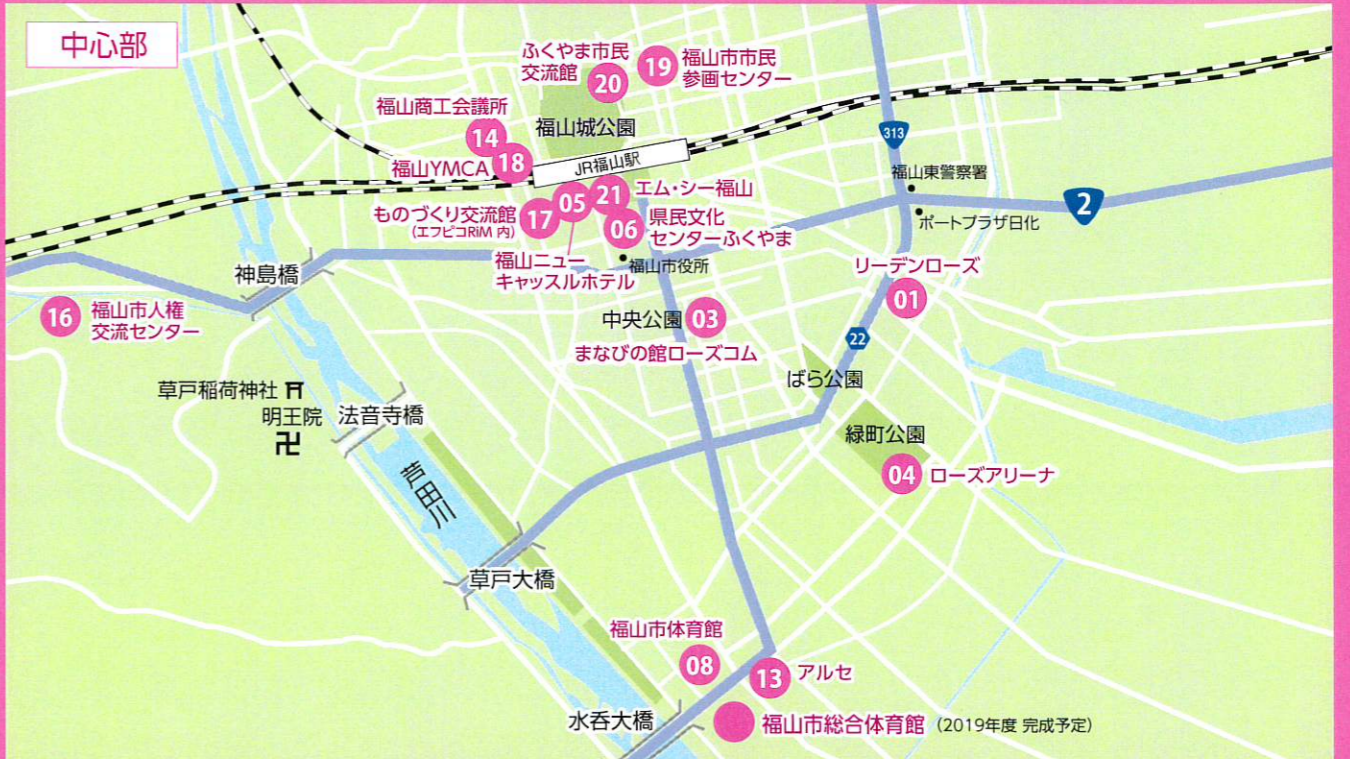 中心部
ふくやま市民
交流館
20
19
福山市市民
参画センター
福山商工会議所
14
福山城公園
313
福山YMCA
18
JR福山駅
福山東警察署
2
ものづくり交流館
(エフピコRiM 内)
17
05
21
エム・シー福山
06
県民文化
センターふくやま
ポートプラザ日化
福山ニュー
キャッスルホテル
福山市役所
神島橋
リーデンローズ
01
16
福山市人権
交流センター
中央公園
03
まなびの館ローズコム
22
ばら公園
草戸稲荷神社
明王院
法音寺橋
緑町公園
04
ローズアリーナ
芦田川
草戸大橋
福山市体育館
08
13
アルセ
水呑大橋
福山市総合体育館
(2019年度 完成予定)